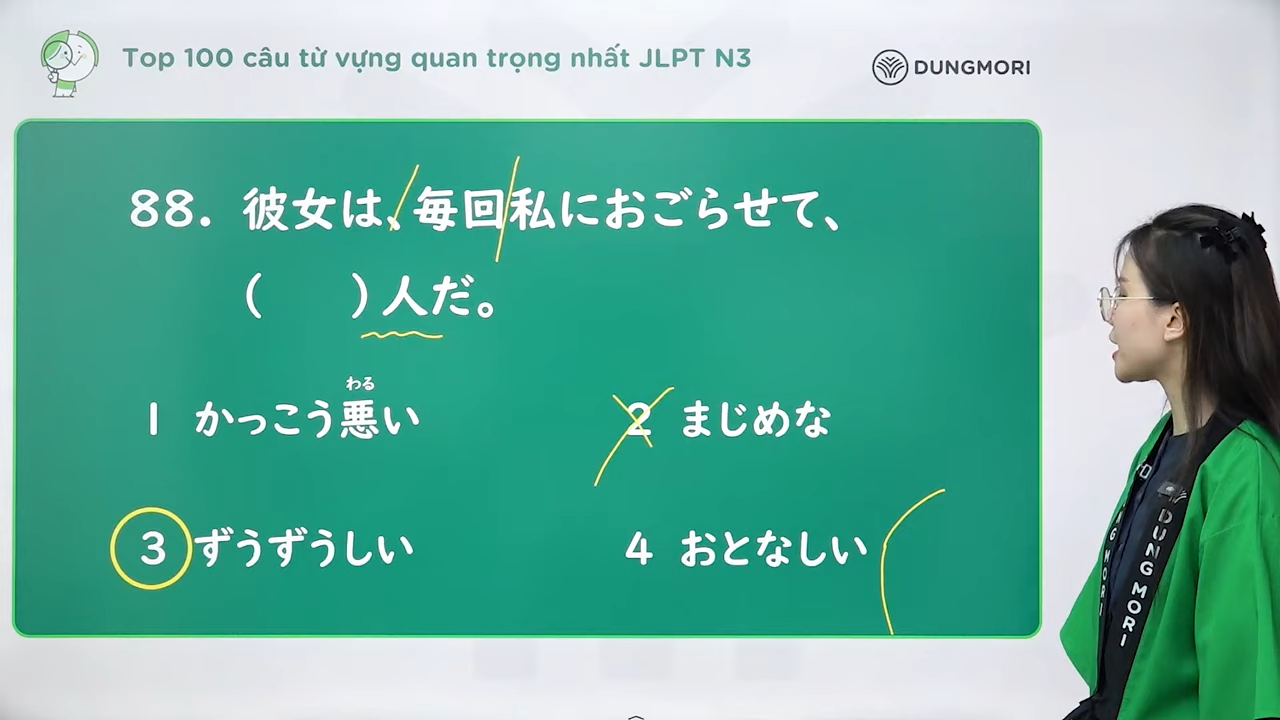 Top 100 câu từ vựng quan trọng nhất JLPT N3
DUNGMORI
88. 彼女は、毎回私におごらせて、
(　　)人だ。
わる
1 かっこう悪い
2 まじめな
3 ずうずうしい
4 おとなしい
DUNG MORI